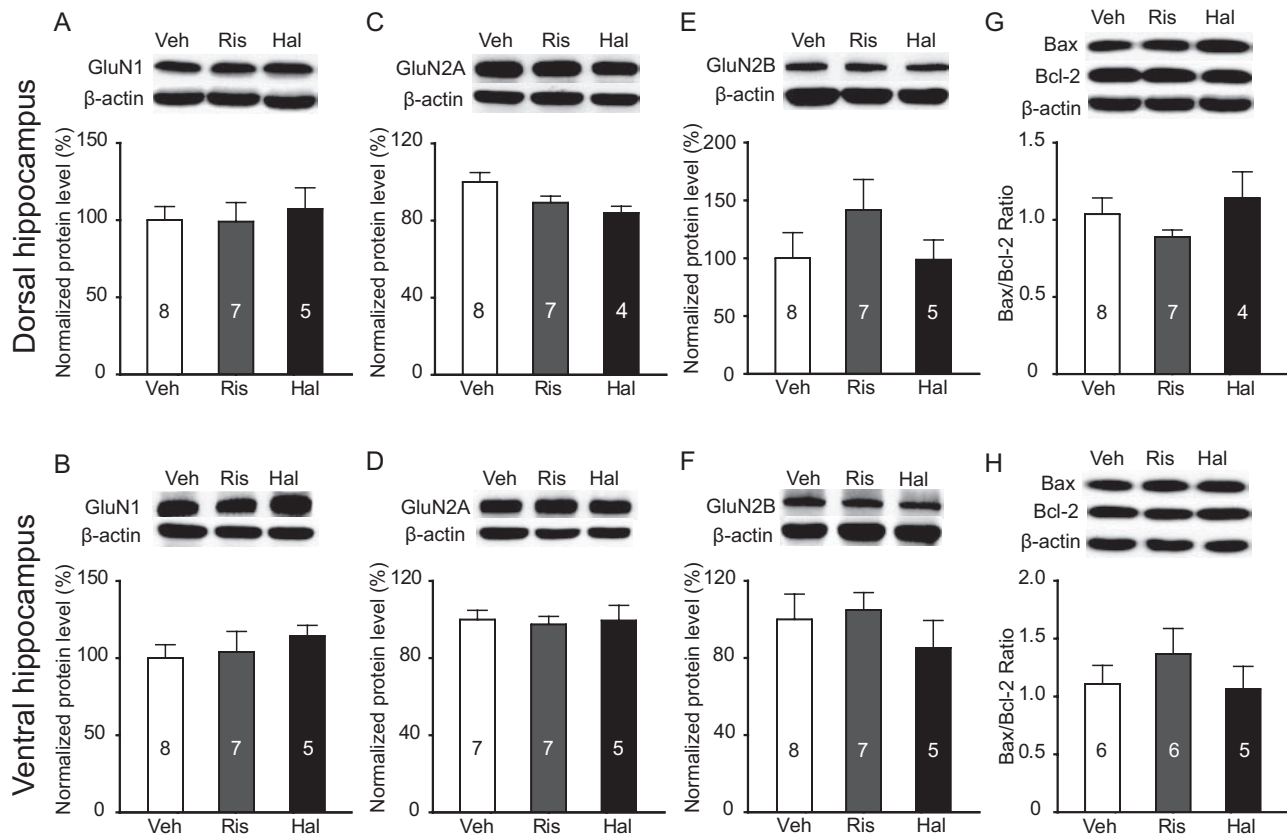 Dorsal hippocampus
A
Veh Ris Hal
GluN1
β-actin
Normalized protein level (%)
150
100
50
0
8 7 5
Veh Ris Hal
C
Veh Ris Hal
GluN2A
β-actin
Normalized protein level (%)
120
80
40
0
8 7 4
Veh Ris Hal
E
Veh Ris Hal
GluN2B
β-actin
Normalized protein level (%)
200
150
100
50
0
8 7 5
Veh Ris Hal
G
Veh Ris Hal
Bax
Bcl-2
β-actin
Bax/Bcl-2 Ratio
1.5
1.0
0.5
0
8 7 4
Veh Ris Hal
Ventral hippocampus
B
Veh Ris Hal
GluN1
β-actin
Normalized protein level (%)
150
100
50
0
8 7 5
Veh Ris Hal
D
Veh Ris Hal
GluN2A
β-actin
Normalized protein level (%)
120
80
40
0
7 7 5
Veh Ris Hal
F
Veh Ris Hal
GluN2B
β-actin
Normalized protein level (%)
120
80
40
0
8 7 5
Veh Ris Hal
H
Veh Ris Hal
Bax
Bcl-2
β-actin
Bax/Bcl-2 Ratio
2.0
1.5
1.0
0.5
0
6 6 5
Veh Ris Hal